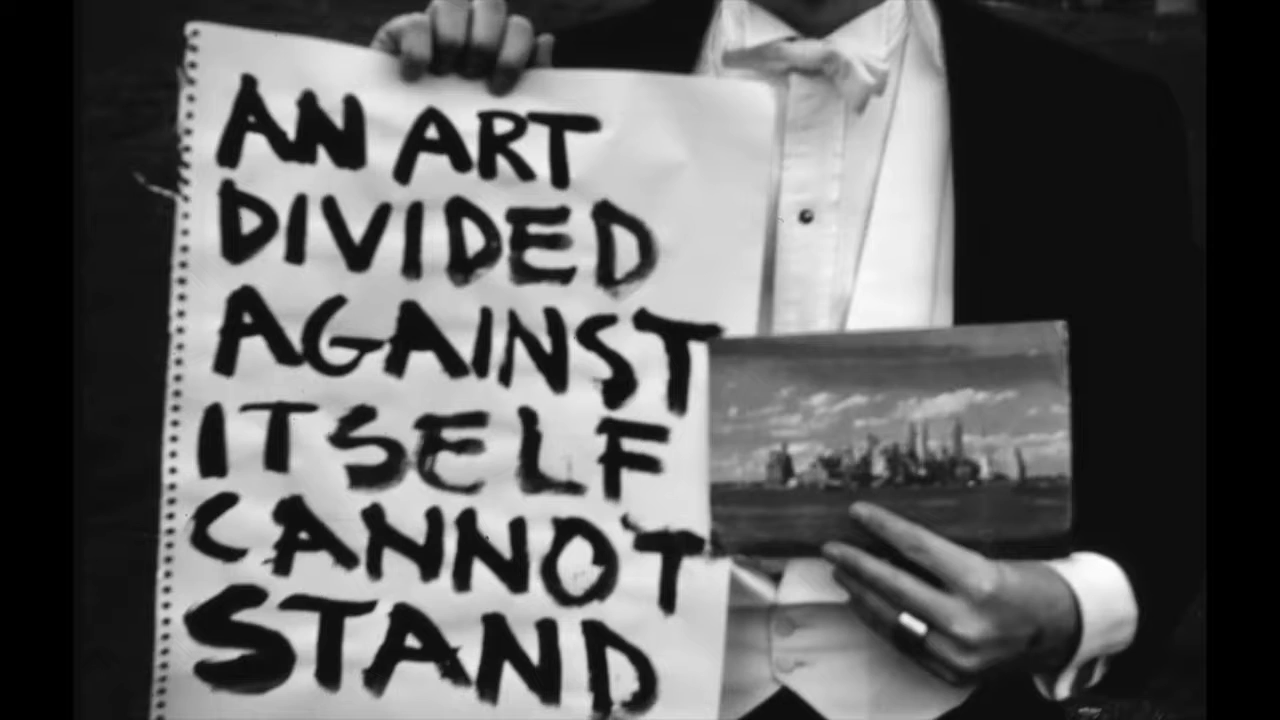 AN ART
DIVIDED
AGAINST
ITSELF
CANNOT
STAND